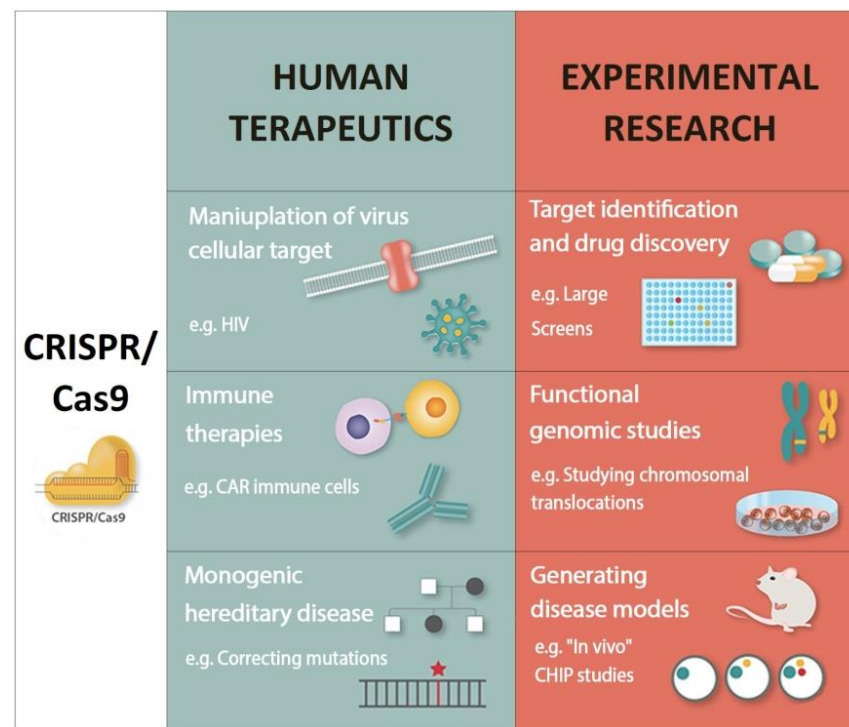 HUMAN
TERAPEUTICS
EXPERIMENTAL
RESEARCH
CRISPR/
Cas9
CRISPR/Cas9
Maniuplation of virus
cellular target
e.g. HIV
Target identification
and drug discovery
e.g. Large
Screens
Immune
therapies
e.g. CAR immune cells
Functional
genomic studies
e.g. Studying chromosomal
translocations
Monogenic
hereditary disease
e.g. Correcting mutations
Generating
disease models
e.g. "In vivo"
CHIP studies